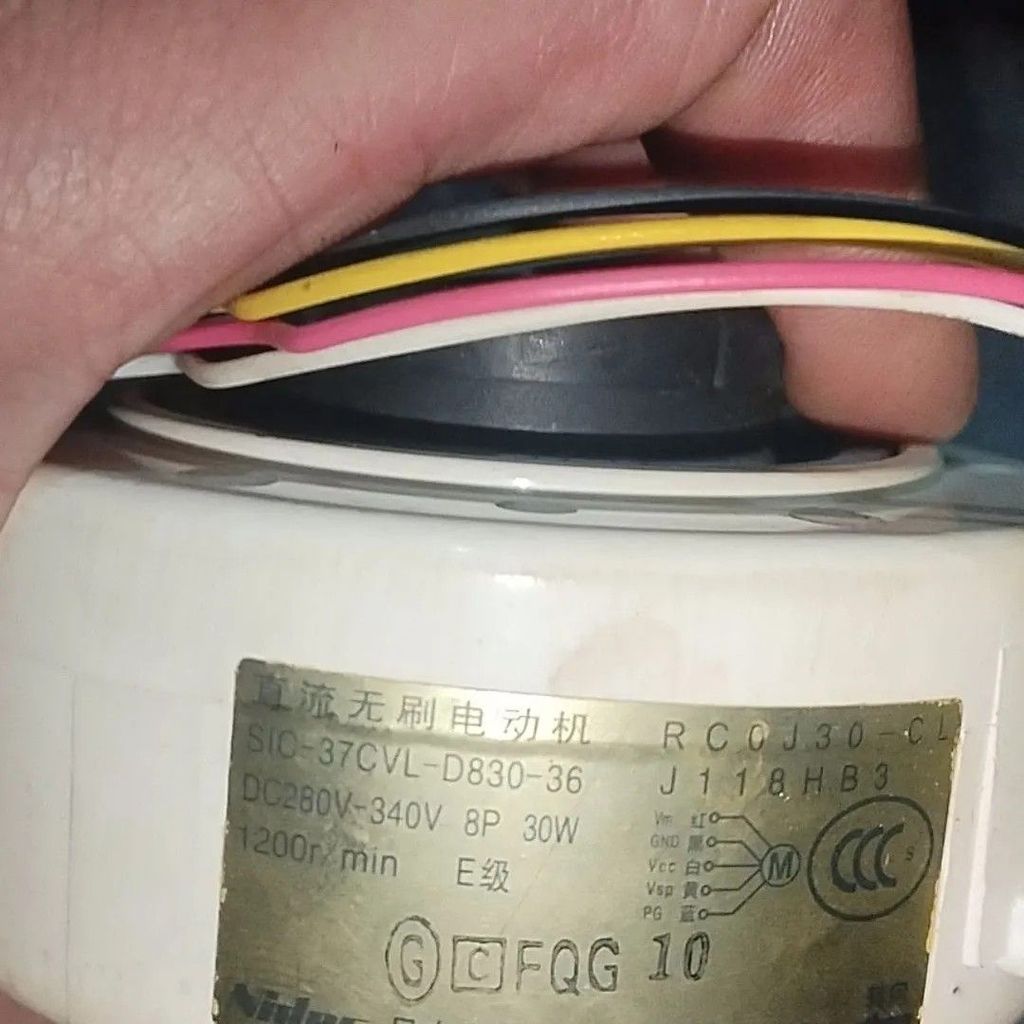 直流无刷电动机
SIC-37CVL-D830-36
DC280V-340V 8P 30W
1200r/min E级
RC0J30-CL
J118HB3
Vm 红
GND 黑
Vcc 白
Vsp 黄
PG 蓝
M
CCC S
G C FQG 10
Nidec